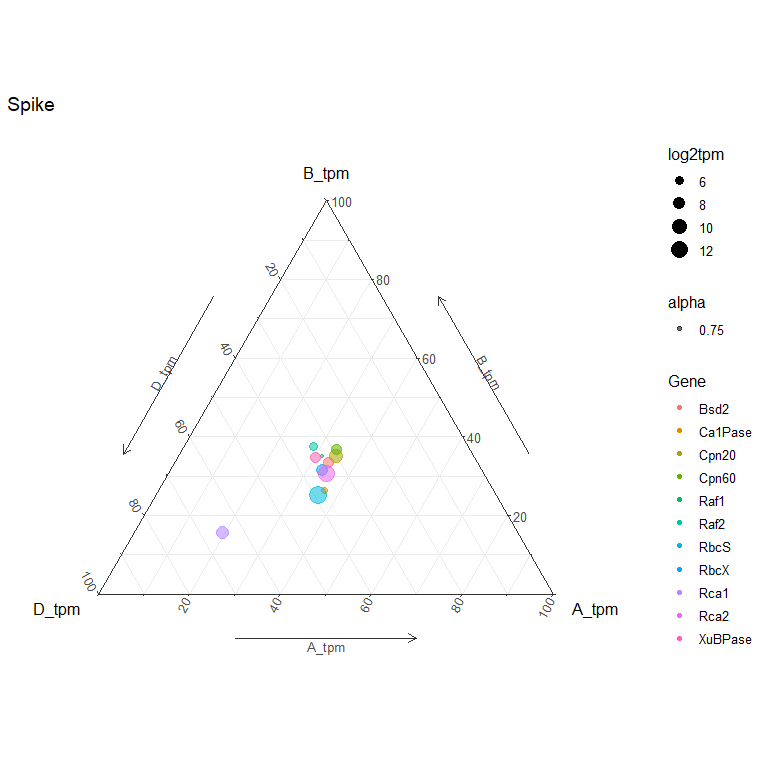 Spike
B_tpm
100
80
60
40
20
20
40
60
80
100
D_tpm
B_tpm
D_tpm
A_tpm
20
40
60
80
100
A_tpm
log2tpm
6
8
10
12
alpha
0.75
Gene
Bsd2
Ca1Pase
Cpn20
Cpn60
Raf1
Raf2
RbcS
RbcX
Rca1
Rca2
XuBPase